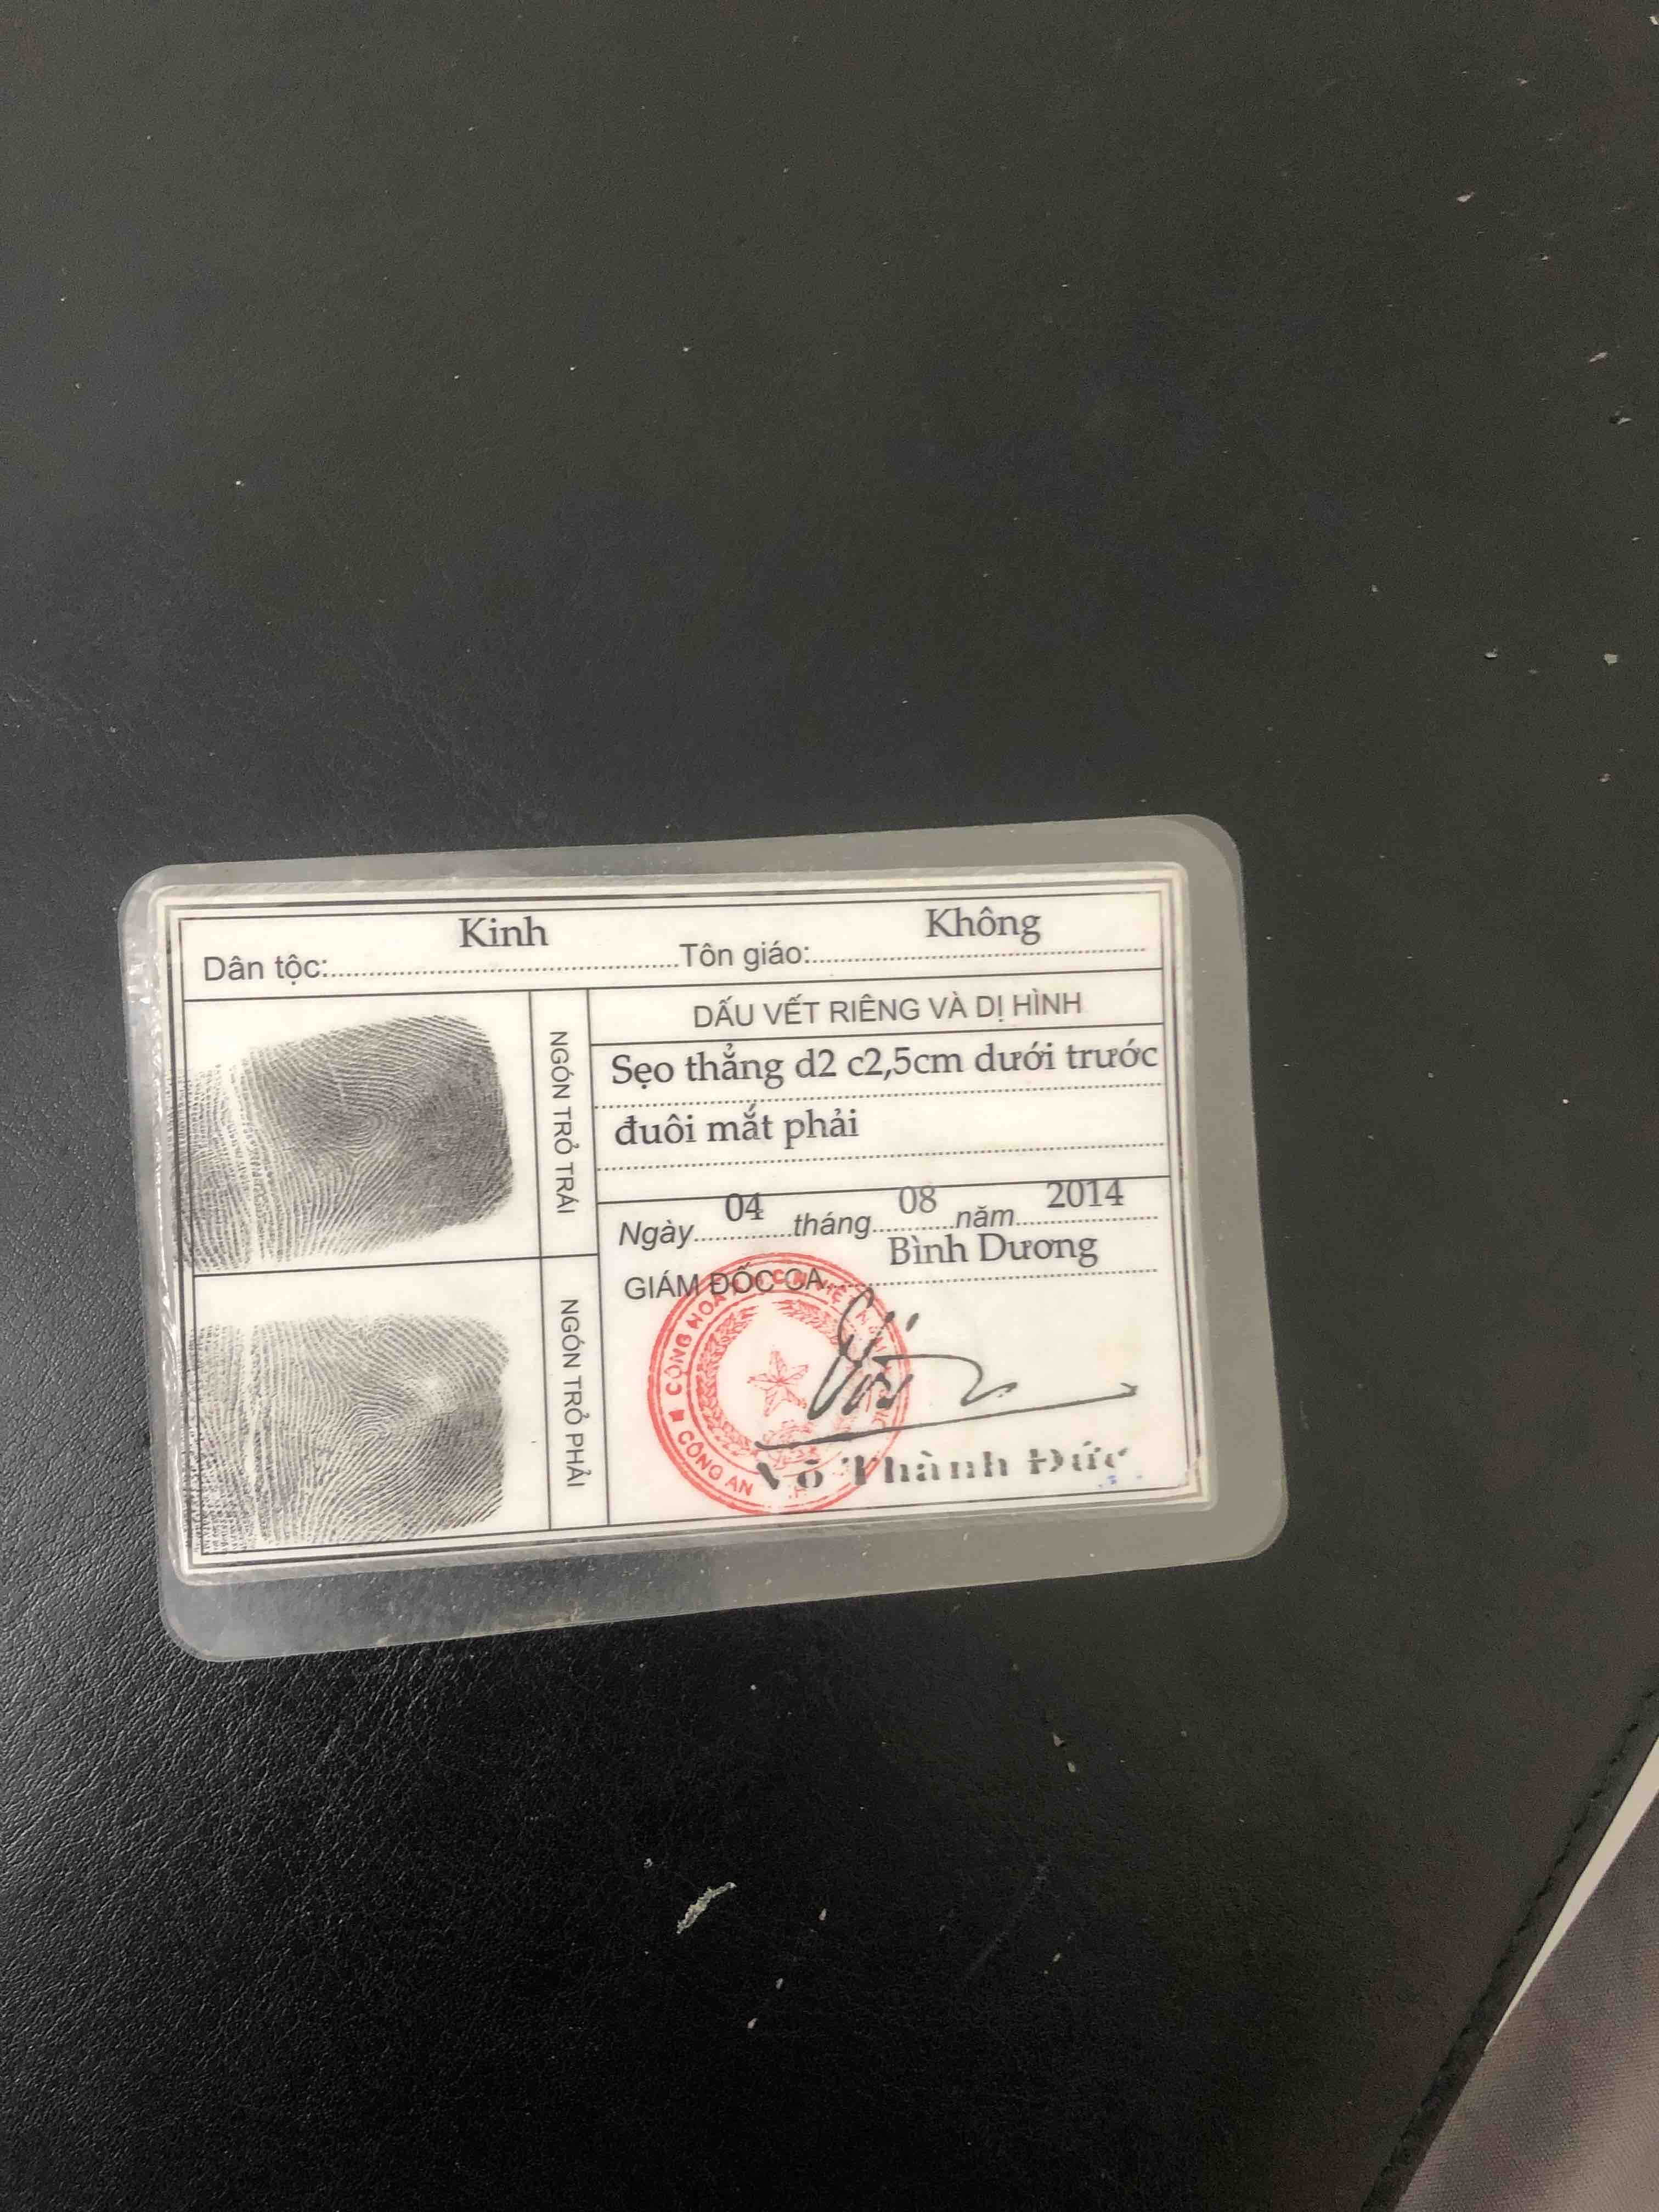 Dân tộc: Kinh Tôn giáo: Không
NGÓN TRỎ TRÁI
DẤU VẾT RIÊNG VÀ DỊ HÌNH
Sẹo thẳng d2 c2,5cm dưới trước
đuôi mắt phải
Ngày 04 tháng 08 năm 2014
GIÁM ĐỐC CA Bình Dương
NGÓN TRỎ PHẢI
CỘNG HOÀ
CÔNG AN
Võ Thành Đức